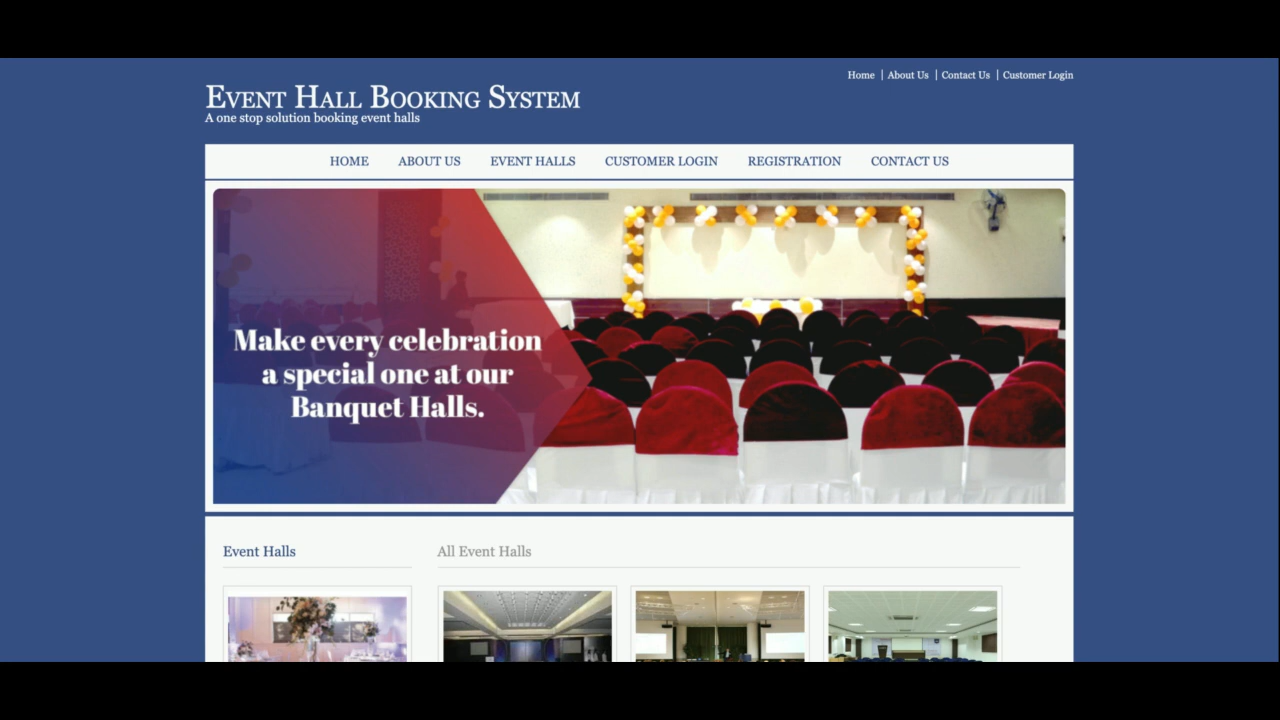 Home | About Us | Contact Us | Customer Login
EVENT HALL BOOKING SYSTEM
A one stop solution booking event halls
HOME ABOUT US EVENT HALLS CUSTOMER LOGIN REGISTRATION CONTACT US
Make every celebration
a special one at our
Banquet Halls.
Event Halls
All Event Halls